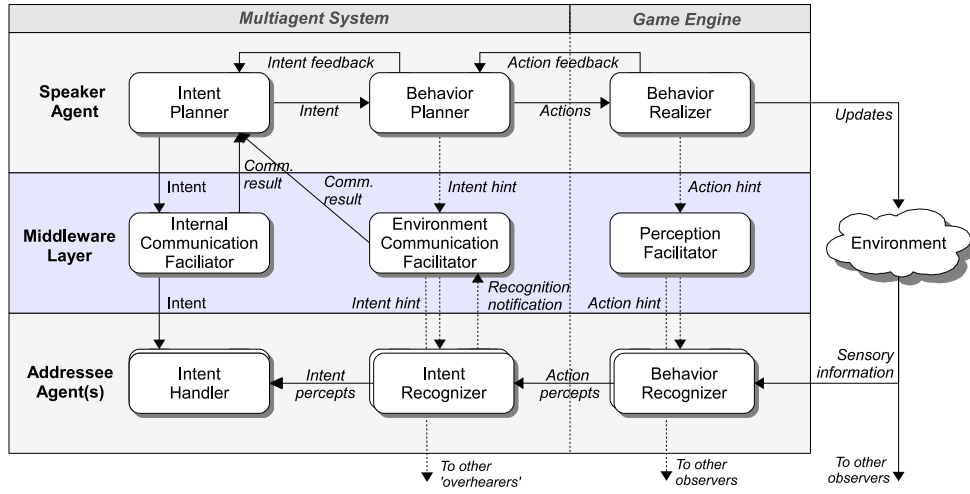 Multiagent System
Game Engine
Intent feedback
Action feedback
Speaker
Agent
Intent
Planner
Behavior
Planner
Behavior
Realizer
Intent
Actions
Updates
Intent
Comm.
result
Comm.
result
Intent hint
Action hint
Middleware
Layer
Internal
Communication
Faciliator
Environment
Communication
Facilitator
Perception
Facilitator
Environment
Intent
Intent hint
Recognition
notification
Action hint
Addressee
Agent(s)
Intent
Handler
Intent
percepts
Intent
Recognizer
Action
percepts
Behavior
Recognizer
Sensory
information
To other
'overhearers'
To other
observers
To other
observers